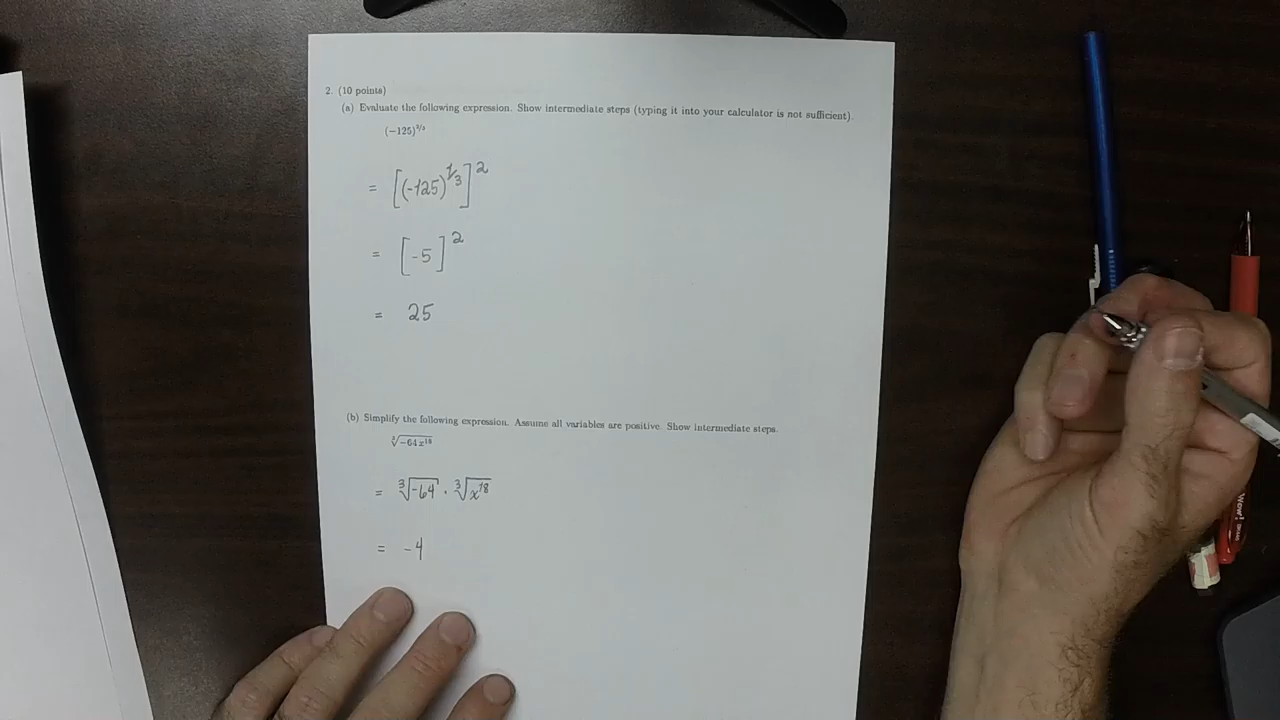 2. (10 points)
(a) Evaluate the following expression. Show intermediate steps (typing it into your calculator is not sufficient).
(−125)^{2/3}
= [(-125)^{1/3}]^2
= [-5]^2
= 25
(b) Simplify the following expression. Assume all variables are positive. Show intermediate steps.
∛(−64x^{18})
= ∛(-64) · ∛(x^{18})
= -4
Wow!